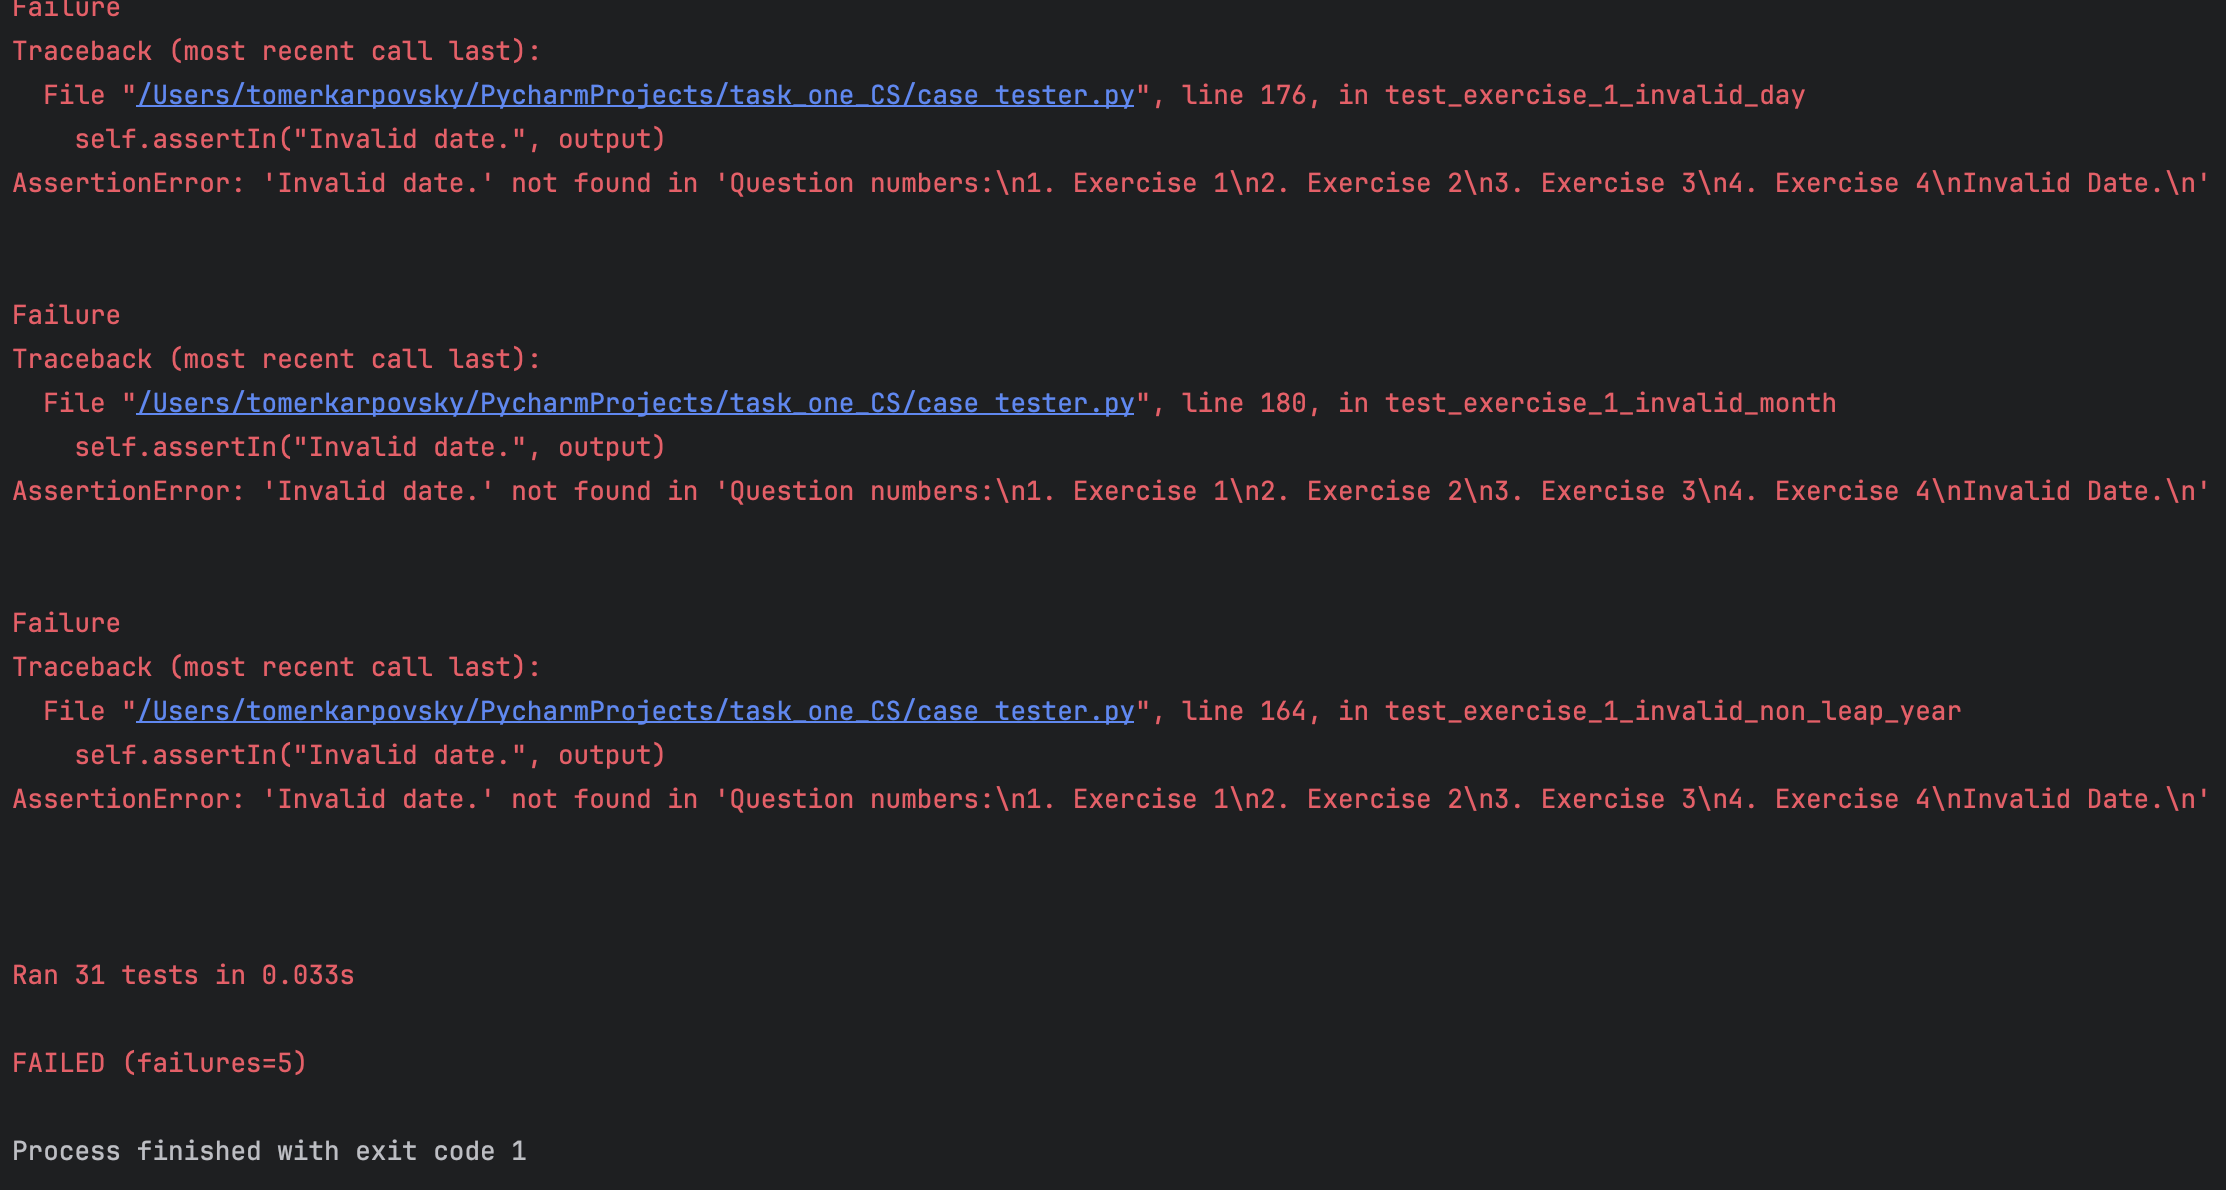 Failure
Traceback (most recent call last):
  File "/Users/tomerkarpovsky/PycharmProjects/task_one_CS/case_tester.py", line 176, in test_exercise_1_invalid_day
    self.assertIn("Invalid date.", output)
AssertionError: 'Invalid date.' not found in 'Question numbers:\n1. Exercise 1\n2. Exercise 2\n3. Exercise 3\n4. Exercise 4\nInvalid Date.\n'
Failure
Traceback (most recent call last):
  File "/Users/tomerkarpovsky/PycharmProjects/task_one_CS/case_tester.py", line 180, in test_exercise_1_invalid_month
    self.assertIn("Invalid date.", output)
AssertionError: 'Invalid date.' not found in 'Question numbers:\n1. Exercise 1\n2. Exercise 2\n3. Exercise 3\n4. Exercise 4\nInvalid Date.\n'
Failure
Traceback (most recent call last):
  File "/Users/tomerkarpovsky/PycharmProjects/task_one_CS/case_tester.py", line 164, in test_exercise_1_invalid_non_leap_year
    self.assertIn("Invalid date.", output)
AssertionError: 'Invalid date.' not found in 'Question numbers:\n1. Exercise 1\n2. Exercise 2\n3. Exercise 3\n4. Exercise 4\nInvalid Date.\n'
Ran 31 tests in 0.033s
FAILED (failures=5)
Process finished with exit code 1